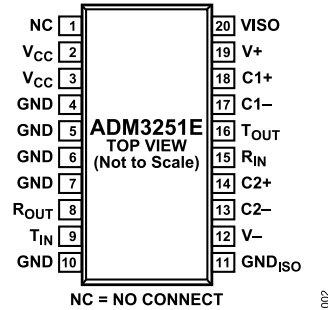 NC 1 20 VISO
VCC 2 19 V+
VCC 3 18 C1+
GND 4 17 C1–
GND 5 ADM3251E 16 TOUT
TOP VIEW
GND 6 (Not to Scale) 15 RIN
GND 7 14 C2+
ROUT 8 13 C2–
TIN 9 12 V–
GND 10 11 GNDISO
NC = NO CONNECT
002